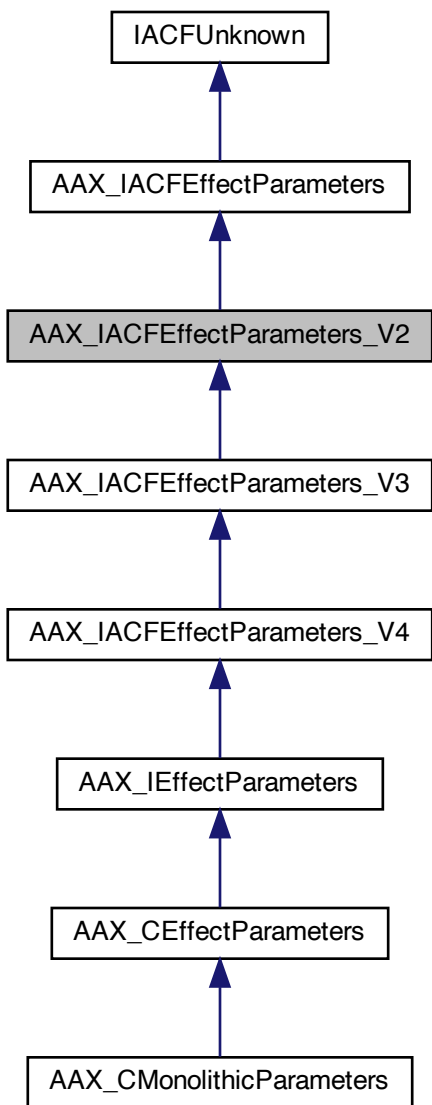 IACFUnknown
AAX_IACFEffectParameters
AAX_IACFEffectParameters_V2
AAX_IACFEffectParameters_V3
AAX_IACFEffectParameters_V4
AAX_IEffectParameters
AAX_CEffectParameters
AAX_CMonolithicParameters